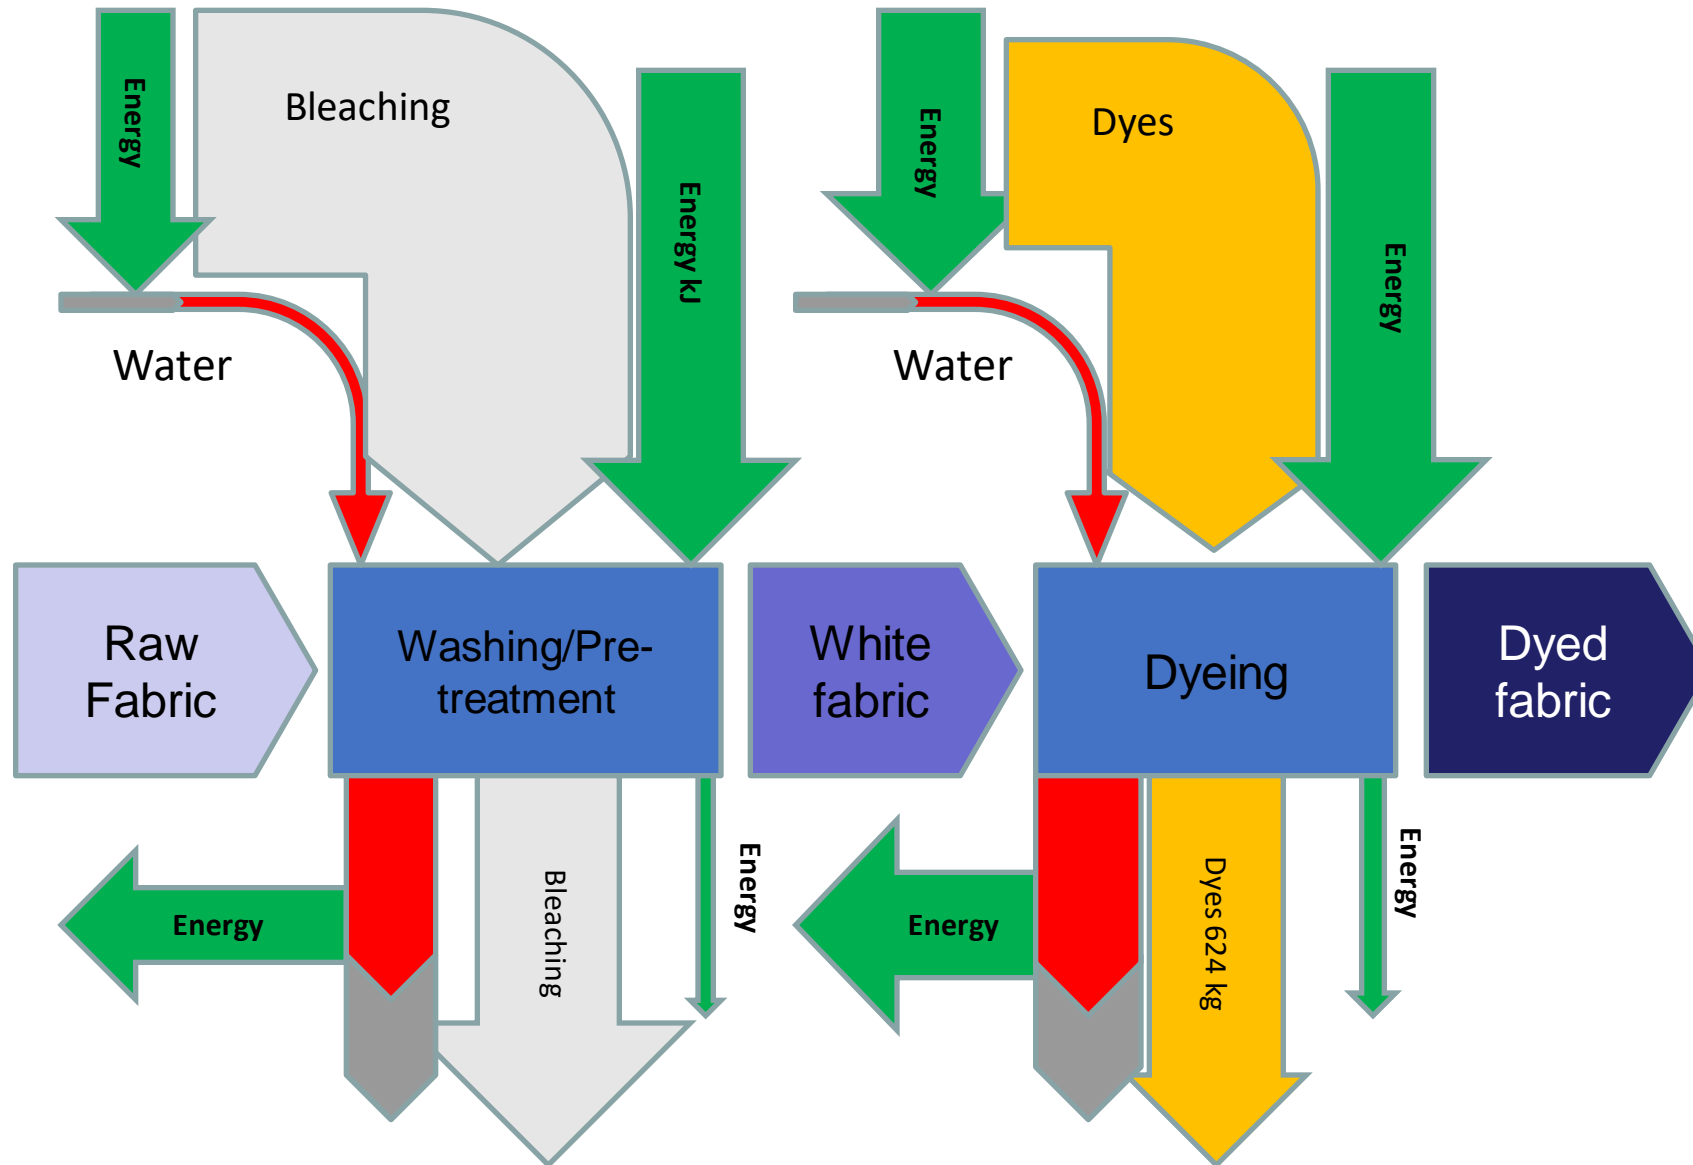 Energy
Bleaching
Energy kJ
Water
Energy
Dyes
Energy
Water
Raw
Fabric
Washing/Pre-
treatment
White
fabric
Dyeing
Dyed
fabric
Energy
Bleaching
Energy
Energy
Dyes 624 kg
Energy